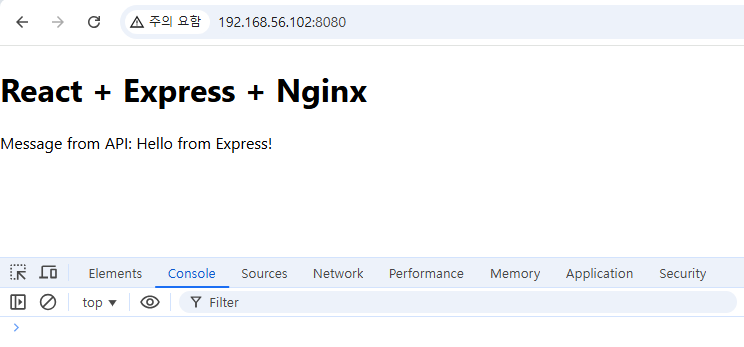 주의 요함 192.168.56.102:8080
React + Express + Nginx
Message from API: Hello from Express!
Elements Console Sources Network Performance Memory Application Security
top Filter